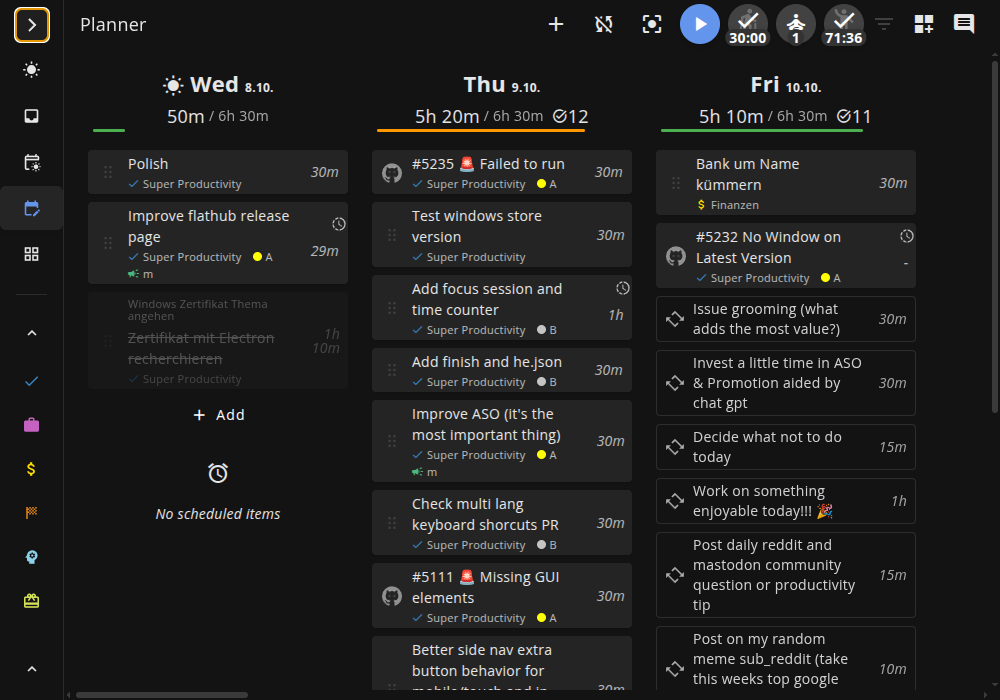 Planner
30:00
1
71:36
Wed 8.10.
50m / 6h 30m
Polish
30m
Super Productivity
Improve flathub release
page
29m
Super Productivity A
m
Windows Zertifikat Thema
angehen
Zertifikat mit Electron
recherchieren
1h
10m
Super Productivity
+ Add
No scheduled items
Thu 9.10.
5h 20m / 6h 30m 12
#5235 🚨 Failed to run
30m
Super Productivity A
Test windows store
version
30m
Super Productivity
Add focus session and
time counter
1h
Super Productivity B
Add finish and he.json
30m
Super Productivity B
Improve ASO (it's the
most important thing)
30m
Super Productivity A
m
Check multi lang
keyboard shorcuts PR
30m
Super Productivity B
#5111 🚨 Missing GUI
elements
30m
Super Productivity A
Better side nav extra
button behavior for
mobile/touch and in
30m
Fri 10.10.
5h 10m / 6h 30m 11
Bank um Name
kümmern
30m
$ Finanzen
#5232 No Window on
Latest Version
-
Super Productivity A
Issue grooming (what
adds the most value?)
30m
Invest a little time in ASO
& Promotion aided by
chat gpt
30m
Decide what not to do
today
15m
Work on something
enjoyable today!!! 🎉
1h
Post daily reddit and
mastodon community
question or productivity
tip
15m
Post on my random
meme sub_reddit (take
this weeks top google
10m